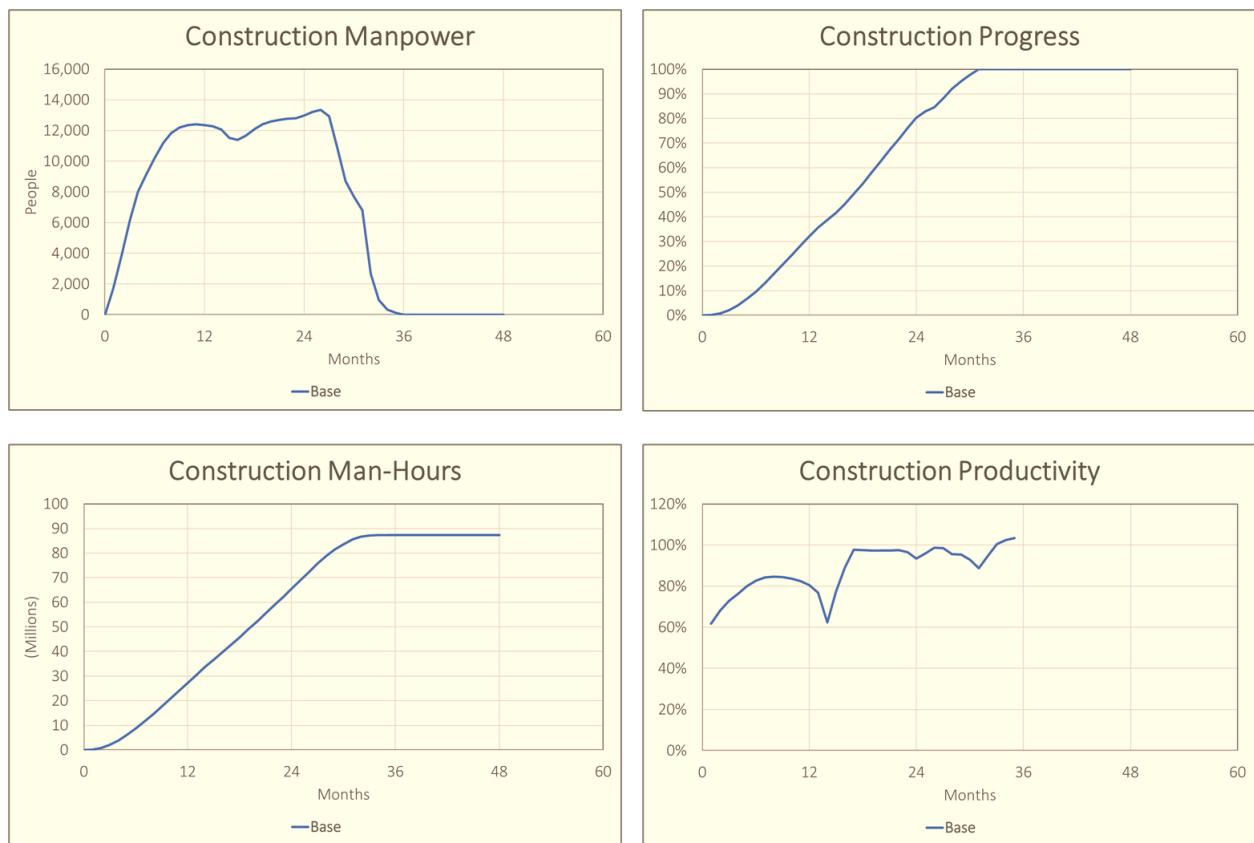 Construction Manpower
16,000
14,000
12,000
10,000
8,000
6,000
4,000
2,000
0
People
0 12 24 36 48 60
Months
Base
Construction Progress
100%
90%
80%
70%
60%
50%
40%
30%
20%
10%
0%
0 12 24 36 48 60
Months
Base
Construction Man-Hours
100
90
80
70
60
50
40
30
20
10
0
(Millions)
0 12 24 36 48 60
Months
Base
Construction Productivity
120%
100%
80%
60%
40%
20%
0%
0 12 24 36 48 60
Months
Base